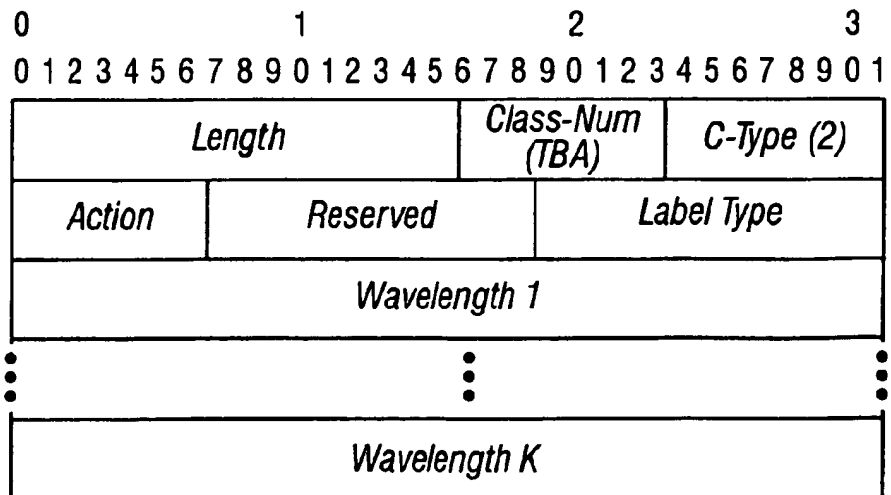 0 1 2 3
0 1 2 3 4 5 6 7 8 9 0 1 2 3 4 5 6 7 8 9 0 1 2 3 4 5 6 7 8 9 0 1
Length Class-Num (TBA) C-Type (2)
Action Reserved Label Type
Wavelength 1
Wavelength K